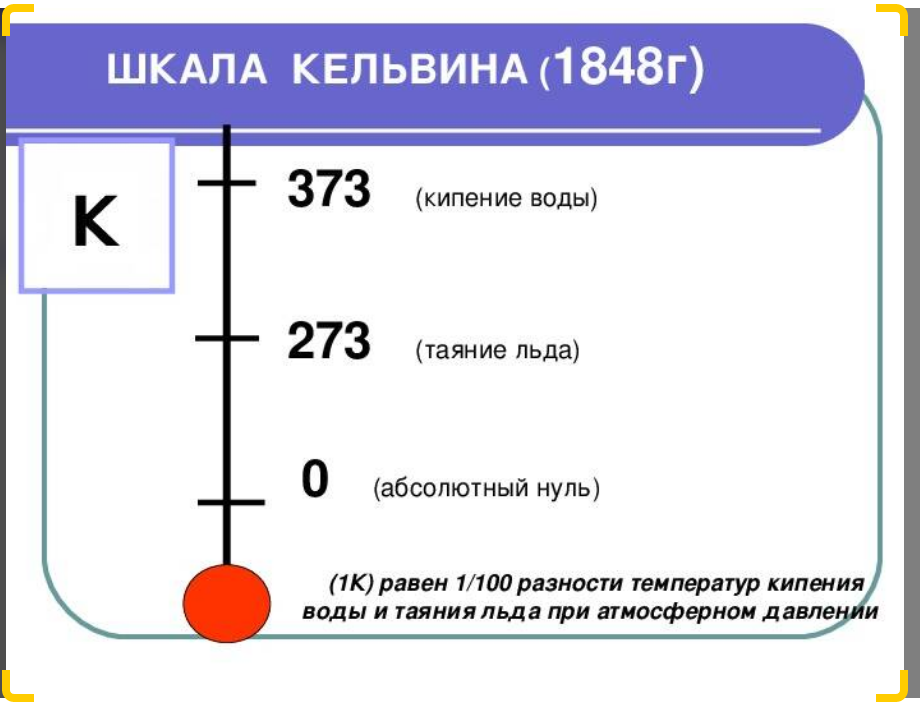 ШКАЛА КЕЛЬВИНА (1848г)
К
373 (кипение воды)
273 (таяние льда)
0 (абсолютный нуль)
(1К) равен 1/100 разности температур кипения
воды и таяния льда при атмосферном давлении